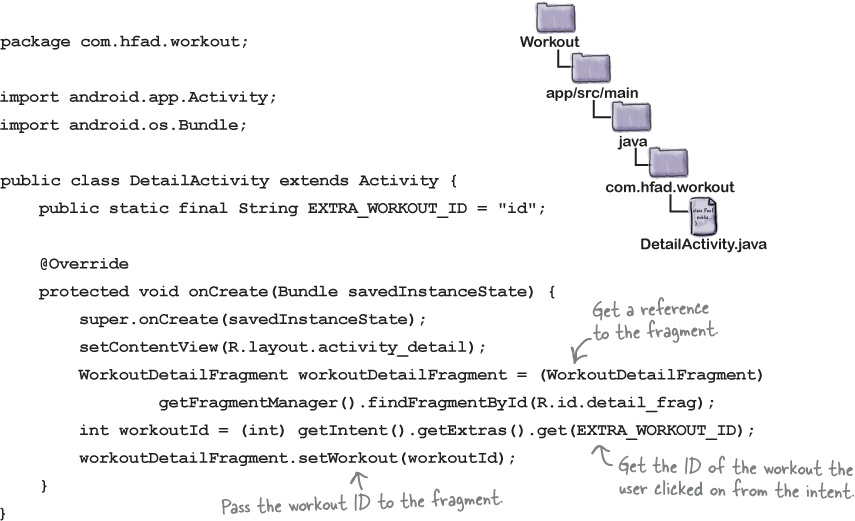 package com.hfad.workout;
import android.app.Activity;
import android.os.Bundle;
public class DetailActivity extends Activity {
public static final String EXTRA_WORKOUT_ID = "id";
@Override
protected void onCreate(Bundle savedInstanceState) {
super.onCreate(savedInstanceState);
setContentView(R.layout.activity_detail);
WorkoutDetailFragment workoutDetailFragment = (WorkoutDetailFragment)
getFragmentManager().findFragmentById(R.id.detail_frag);
int workoutId = (int) getIntent().getExtras().get(EXTRA_WORKOUT_ID);
workoutDetailFragment.setWorkout(workoutId);
}
}
Workout
app/src/main
java
com.hfad.workout
DetailActivity.java
Get a reference
to the fragment.
Get the ID of the workout the
user clicked on from the intent.
Pass the workout ID to the fragment.